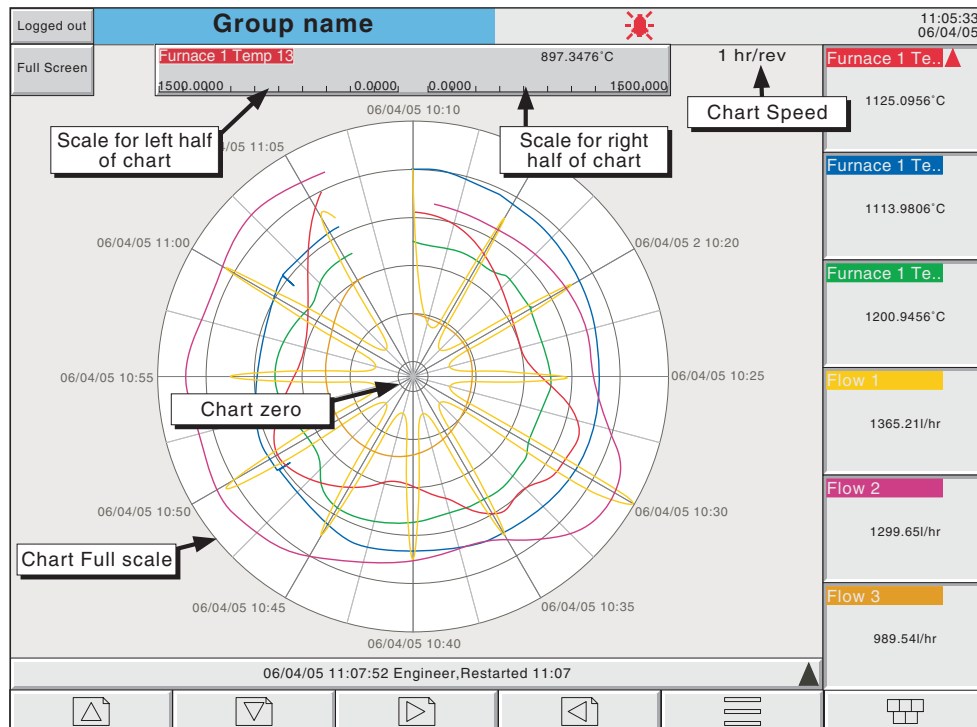 Logged out
Group name
11:05:33
06/04/05
Full Screen
Furnace 1 Temp 13
897.3476°C
1500.0000
0.0000
0.0000
1500,000
1 hr/rev
Chart Speed
Scale for left half
of chart
Scale for right
half of chart
06/04/05 10:10
/05 11:05
06/04/05 11:00
06/04/05 2 10:20
06/04/05 10:55
06/04/05 10:25
Chart zero
06/04/05 10:50
06/04/05 10:30
Chart Full scale
06/04/05 10:45
06/04/05 10:35
06/04/05 10:40
Furnace 1 Te..
1125.0956°C
Furnace 1 Te..
1113.9806°C
Furnace 1 Te..
1200.9456°C
Flow 1
1365.21l/hr
Flow 2
1299.65l/hr
Flow 3
989.54l/hr
06/04/05 11:07:52 Engineer,Restarted 11:07